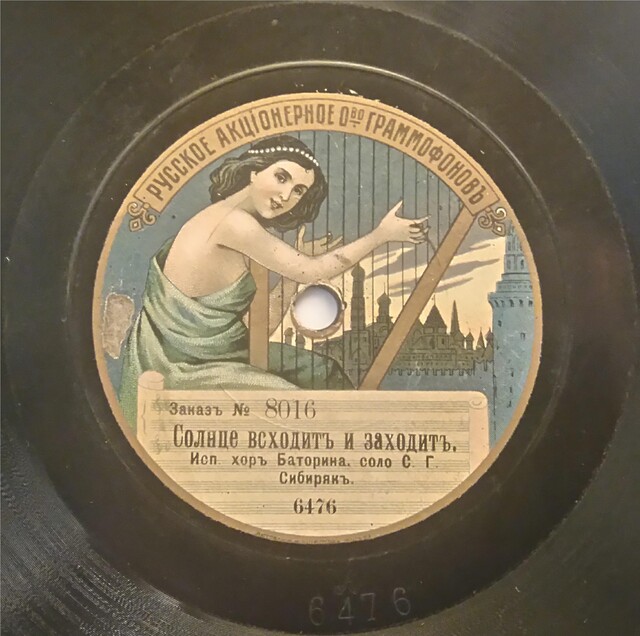 РУССКОЕ АКЦIОНЕРНОЕ О-ВО ГРАММОФОНОВЪ
Заказъ № 8016
Солнце всходитъ и заходитъ.
Исп. хоръ Баторина. соло С. Г.
Сибирякъ.
6476
6476